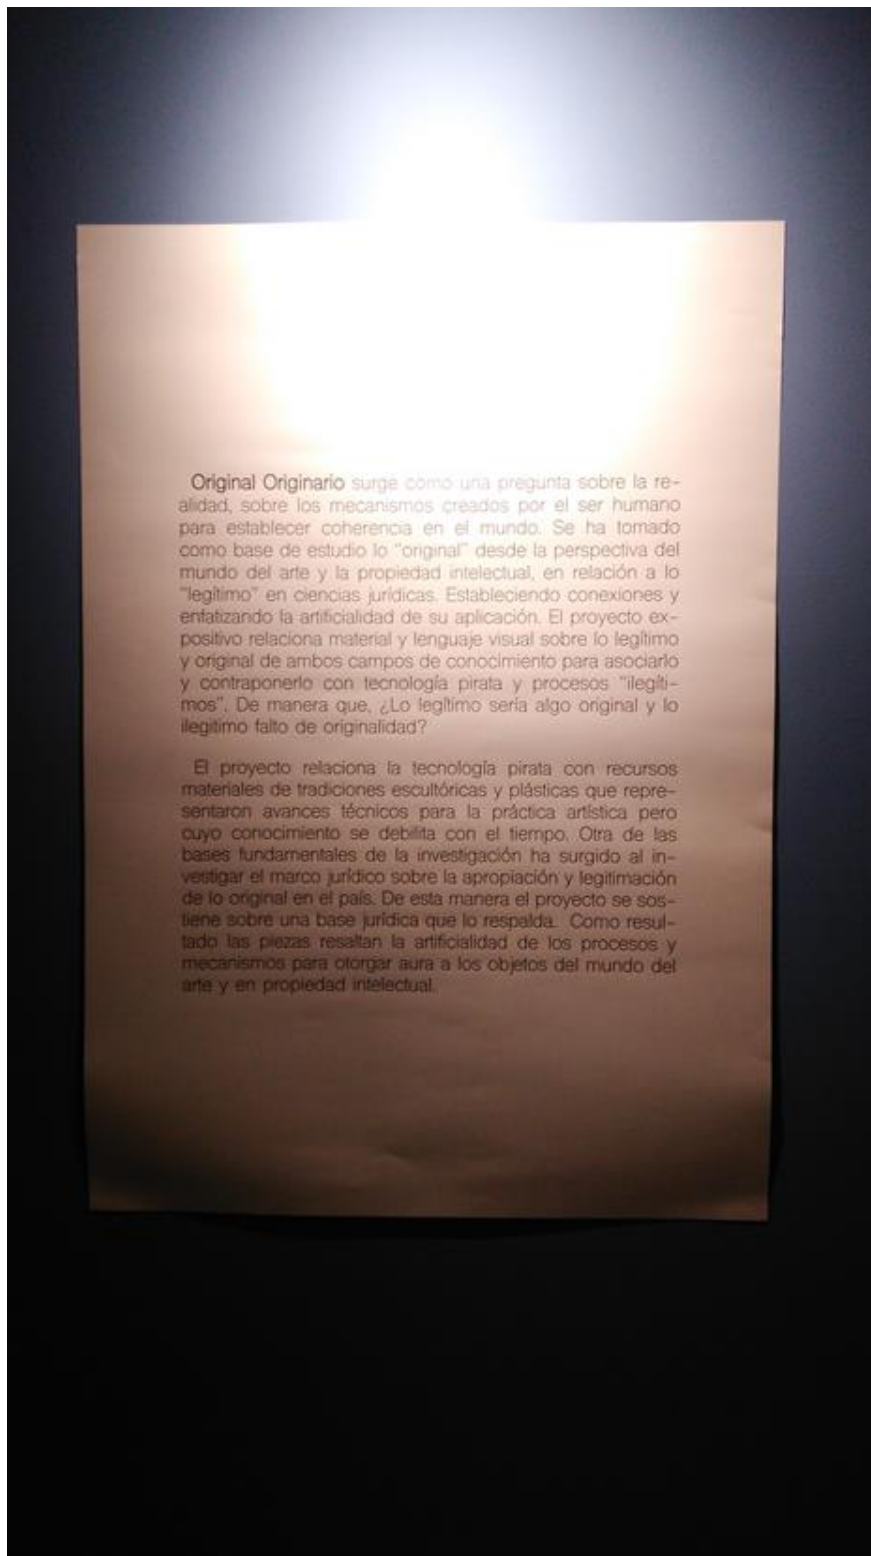 Original Originario surge como una pregunta sobre la re-
alidad, sobre los mecanismos creados por el ser humano
para establecer coherencia en el mundo. Se ha tomado
como base de estudio lo "original" desde la perspectiva del
mundo del arte y la propiedad intelectual, en relación a lo
"legítimo" en ciencias jurídicas. Estableciendo conexiones y
enfatizando la artificialidad de su aplicación. El proyecto ex-
positivo relaciona material y lenguaje visual sobre lo legítimo
y original de ambos campos de conocimiento para asociarlo
y contraponerlo con tecnología pirata y procesos "ilegíti-
mos". De manera que, ¿Lo legítimo sería algo original y lo
ilegitimo falto de originalidad?
El proyecto relaciona la tecnología pirata con recursos
materiales de tradiciones escultóricas y plásticas que repre-
sentaron avances técnicos para la práctica artística pero
cuyo conocimiento se debilita con el tiempo. Otra de las
bases fundamentales de la investigación ha surgido al in-
vestigar el marco jurídico sobre la apropiación y legitimación
de lo original en el país. De esta manera el proyecto se sos-
tiene sobre una base jurídica que lo respalda. Como resul-
tado las piezas resaltan la artificialidad de los procesos y
mecanismos para otorgar aura a los objetos del mundo del
arte y en propiedad intelectual.